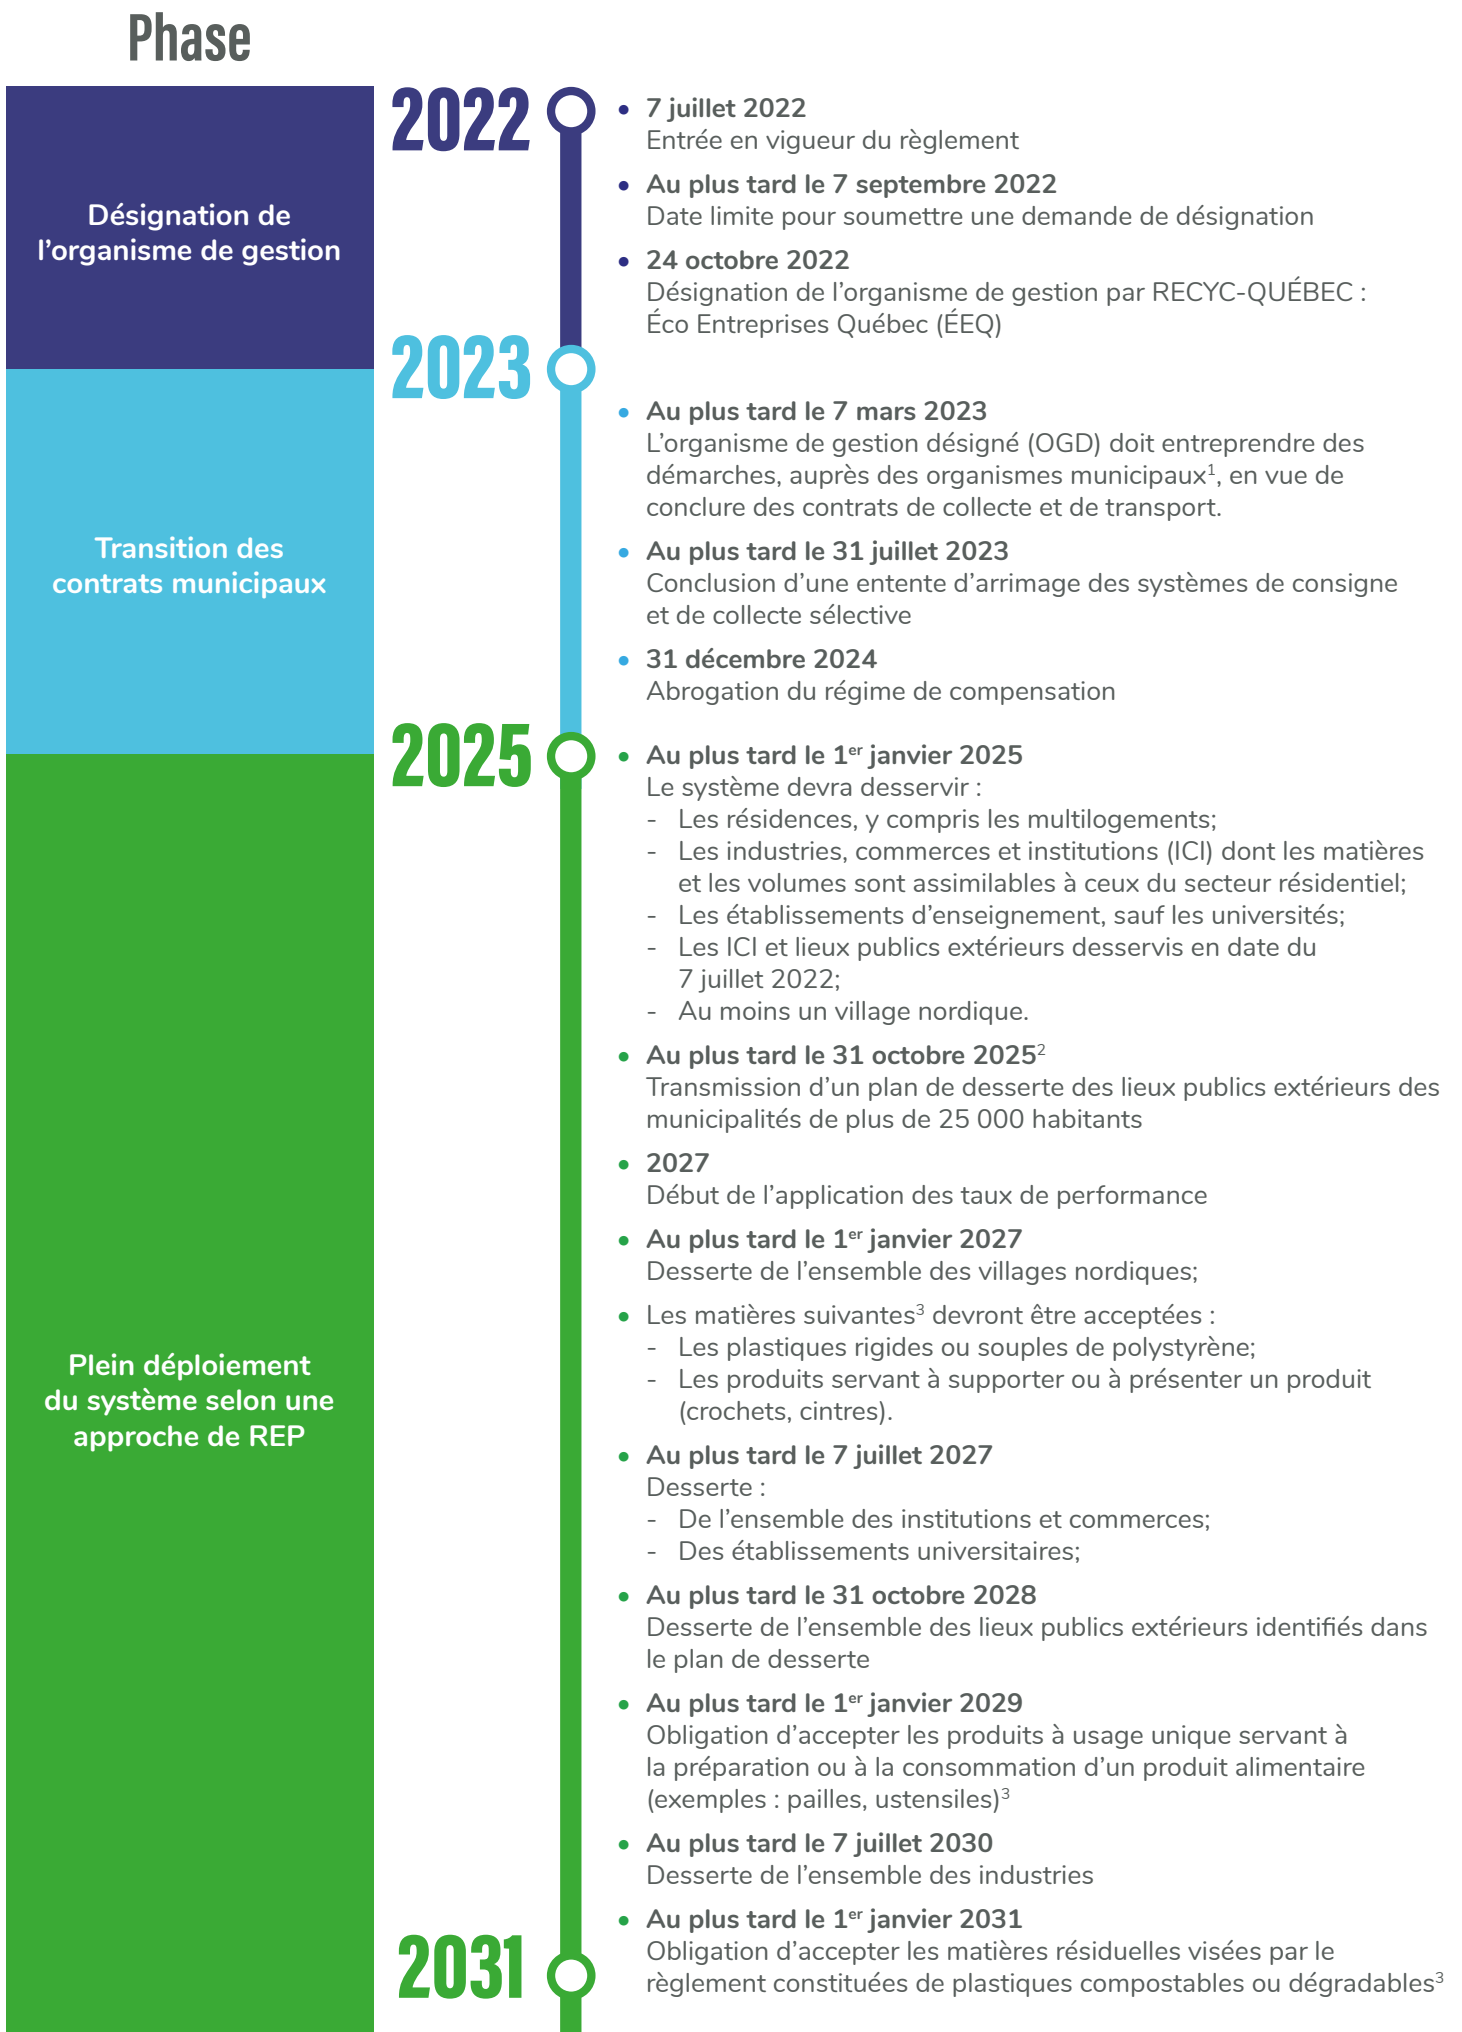 Phase
Désignation de
l’organisme de gestion
2022
• 7 juillet 2022
Entrée en vigueur du règlement
• Au plus tard le 7 septembre 2022
Date limite pour soumettre une demande de désignation
• 24 octobre 2022
Désignation de l’organisme de gestion par RECYC-QUÉBEC :
Éco Entreprises Québec (ÉEQ)
Transition des
contrats municipaux
2023
• Au plus tard le 7 mars 2023
L’organisme de gestion désigné (OGD) doit entreprendre des
démarches, auprès des organismes municipaux¹, en vue de
conclure des contrats de collecte et de transport.
• Au plus tard le 31 juillet 2023
Conclusion d’une entente d’arrimage des systèmes de consigne
et de collecte sélective
• 31 décembre 2024
Abrogation du régime de compensation
Plein déploiement
du système selon une
approche de REP
2025
• Au plus tard le 1er janvier 2025
Le système devra desservir :
- Les résidences, y compris les multilogements;
- Les industries, commerces et institutions (ICI) dont les matières
et les volumes sont assimilables à ceux du secteur résidentiel;
- Les établissements d’enseignement, sauf les universités;
- Les ICI et lieux publics extérieurs desservis en date du
7 juillet 2022;
- Au moins un village nordique.
• Au plus tard le 31 octobre 2025²
Transmission d’un plan de desserte des lieux publics extérieurs des
municipalités de plus de 25 000 habitants
• 2027
Début de l’application des taux de performance
• Au plus tard le 1er janvier 2027
Desserte de l’ensemble des villages nordiques;
• Les matières suivantes³ devront être acceptées :
- Les plastiques rigides ou souples de polystyrène;
- Les produits servant à supporter ou à présenter un produit
(crochets, cintres).
• Au plus tard le 7 juillet 2027
Desserte :
- De l’ensemble des institutions et commerces;
- Des établissements universitaires;
• Au plus tard le 31 octobre 2028
Desserte de l’ensemble des lieux publics extérieurs identifiés dans
le plan de desserte
• Au plus tard le 1er janvier 2029
Obligation d’accepter les produits à usage unique servant à
la préparation ou à la consommation d’un produit alimentaire
(exemples : pailles, ustensiles)³
• Au plus tard le 7 juillet 2030
Desserte de l’ensemble des industries
2031
• Au plus tard le 1er janvier 2031
Obligation d’accepter les matières résiduelles visées par le
règlement constituées de plastiques compostables ou dégradables³